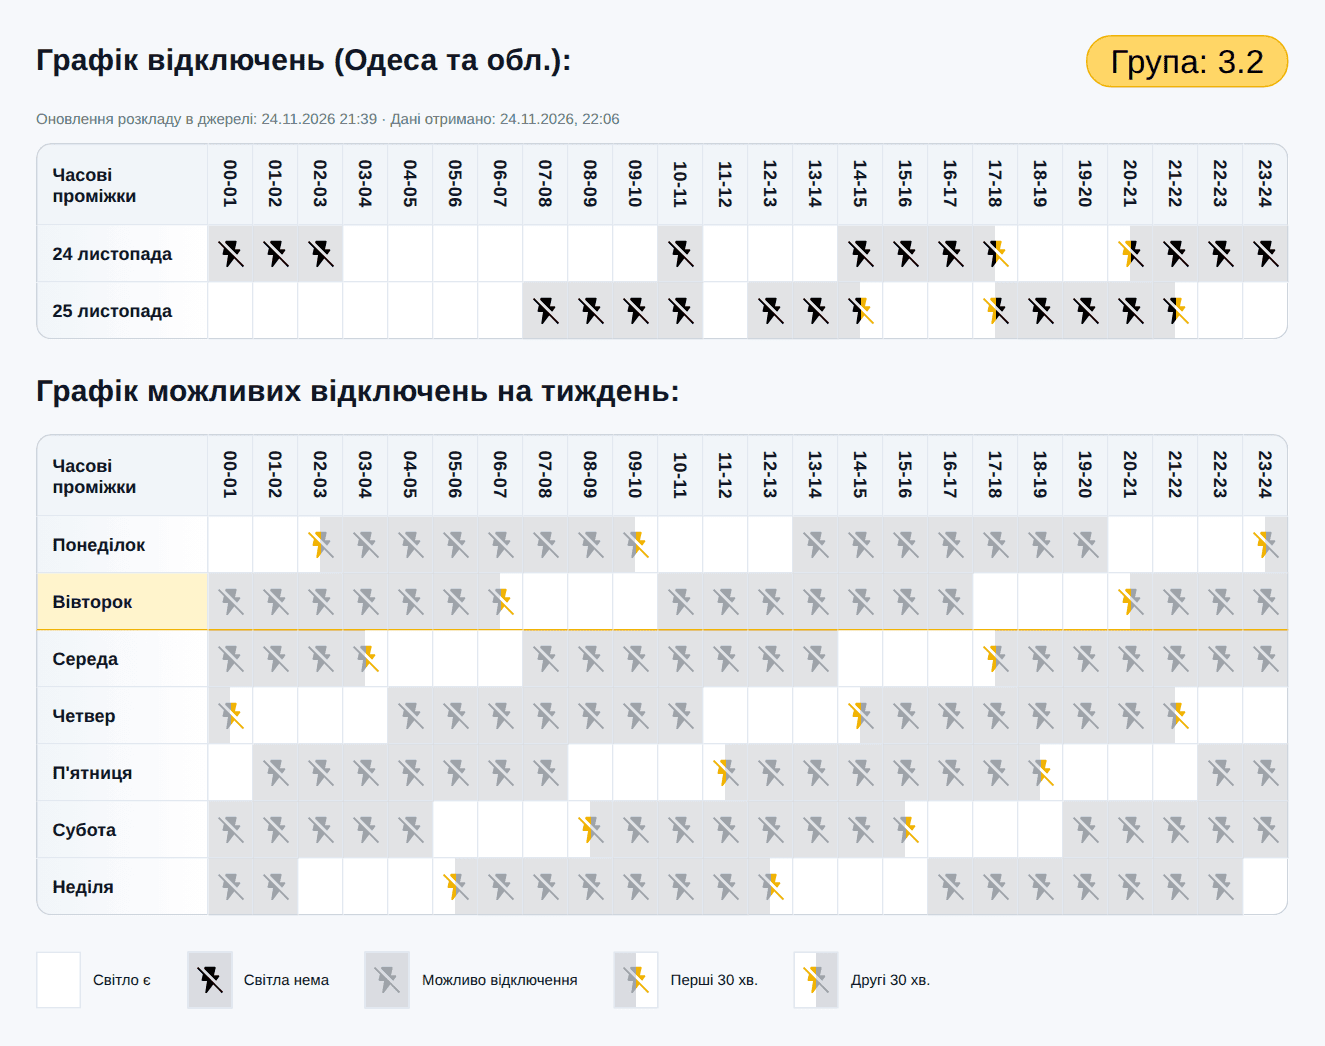 Графік відключень (Одеса та обл.):
Група: 3.2
Оновлення розкладу в джерелі: 24.11.2026 21:39 · Дані отримано: 24.11.2026, 22:06
Часові проміжки 00-01 01-02 02-03 03-04 04-05 05-06 06-07 07-08 08-09 09-10 10-11 11-12 12-13 13-14 14-15 15-16 16-17 17-18 18-19 19-20 20-21 21-22 22-23 23-24
24 листопада
25 листопада
Графік можливих відключень на тиждень:
Часові проміжки 00-01 01-02 02-03 03-04 04-05 05-06 06-07 07-08 08-09 09-10 10-11 11-12 12-13 13-14 14-15 15-16 16-17 17-18 18-19 19-20 20-21 21-22 22-23 23-24
Понеділок
Вівторок
Середа
Четвер
П'ятниця
Субота
Неділя
Світло є Світла нема Можливо відключення Перші 30 хв. Другі 30 хв.